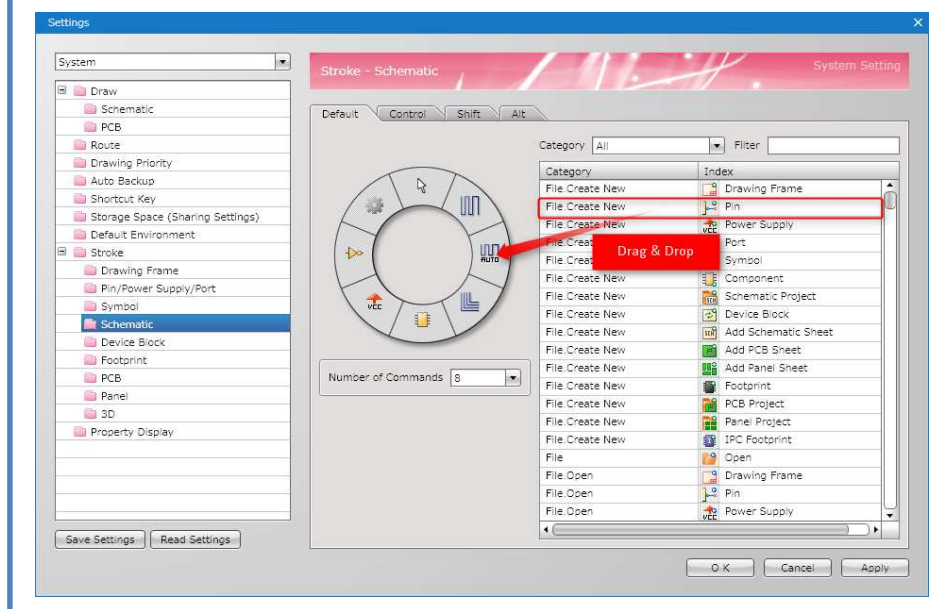 Settings
System
Draw
Schematic
PCB
Route
Drawing Priority
Auto Backup
Shortcut Key
Storage Space (Sharing Settings)
Default Environment
Stroke
Drawing Frame
Pin/Power Supply/Port
Symbol
Schematic
Device Block
Footprint
PCB
Panel
3D
Property Display
Save Settings Read Settings
Stroke - Schematic System Setting
Default Control Shift Alt
AUTO
VCC
Number of Commands 8
Category All Filter
Category Index
File.Create New Drawing Frame
File.Create New Pin
File.Create New VCC Power Supply
File.Creat Port
File.Creat Symbol
Drag & Drop
File.Create New Component
File.Create New SCH Schematic Project
File.Create New Device Block
File.Create New SCH Add Schematic Sheet
File.Create New Add PCB Sheet
File.Create New Add Panel Sheet
File.Create New Footprint
File.Create New PCB Project
File.Create New Panel Project
File.Create New IPC Footprint
File Open
File.Open Drawing Frame
File.Open Pin
File.Open VCC Power Supply
O K Cancel Apply